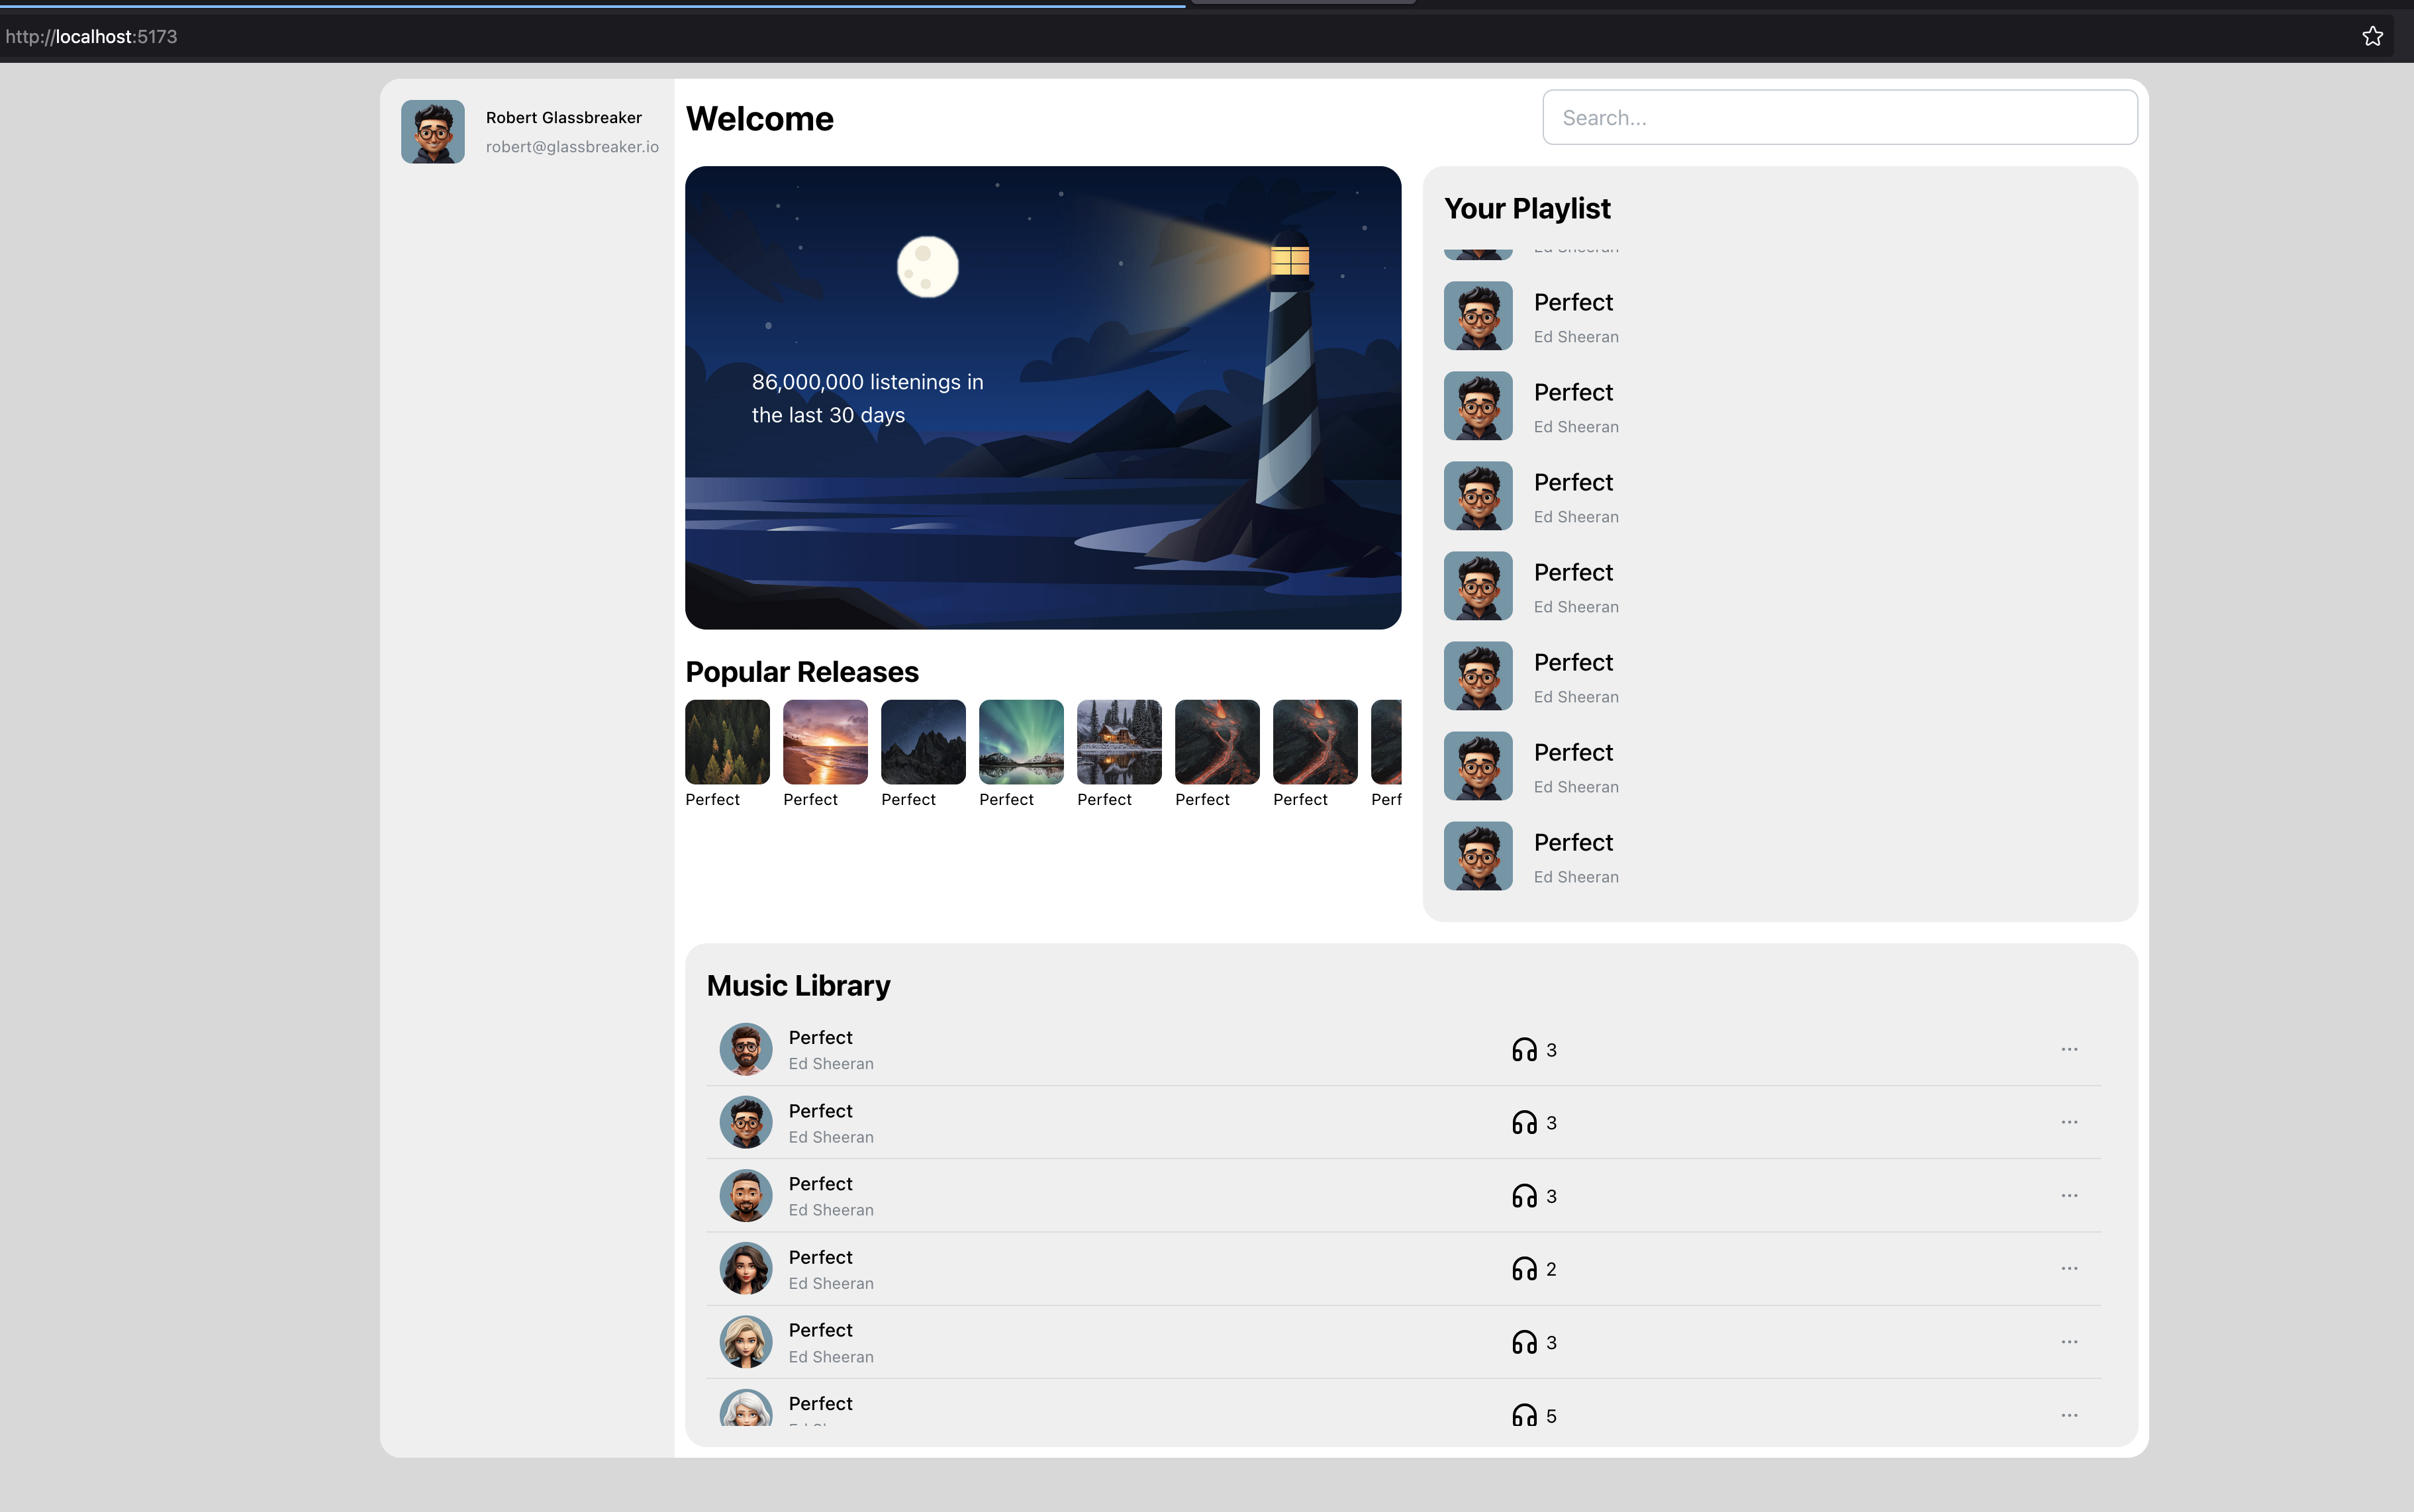 http://localhost:5173
Robert Glassbreaker
robert@glassbreaker.io
Welcome
Search...
86,000,000 listenings in
the last 30 days
Popular Releases
Perfect
Perfect
Perfect
Perfect
Perfect
Perfect
Perfect
Perf
Your Playlist
Ed Sheeran
Perfect
Ed Sheeran
Perfect
Ed Sheeran
Perfect
Ed Sheeran
Perfect
Ed Sheeran
Perfect
Ed Sheeran
Perfect
Ed Sheeran
Perfect
Ed Sheeran
Music Library
Perfect
Ed Sheeran
3
Perfect
Ed Sheeran
3
Perfect
Ed Sheeran
3
Perfect
Ed Sheeran
2
Perfect
Ed Sheeran
3
Perfect
5